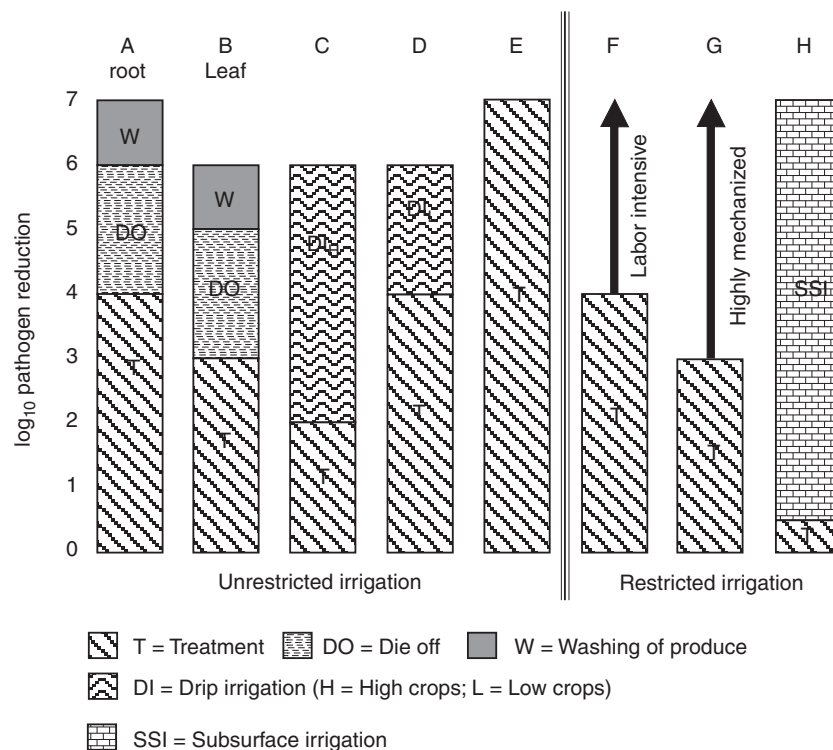 A B C D E F G H
root Leaf
7
6
5
4
3
2
1
0
log₁₀ pathogen reduction
W
DO
T
W
DO
T
DI_H
T
DI_L
T
T
T
Labor intensive
T
Highly mechanized
SSI
T
Unrestricted irrigation Restricted irrigation
T = Treatment DO = Die off W = Washing of produce
DI = Drip irrigation (H = High crops; L = Low crops)
SSI = Subsurface irrigation